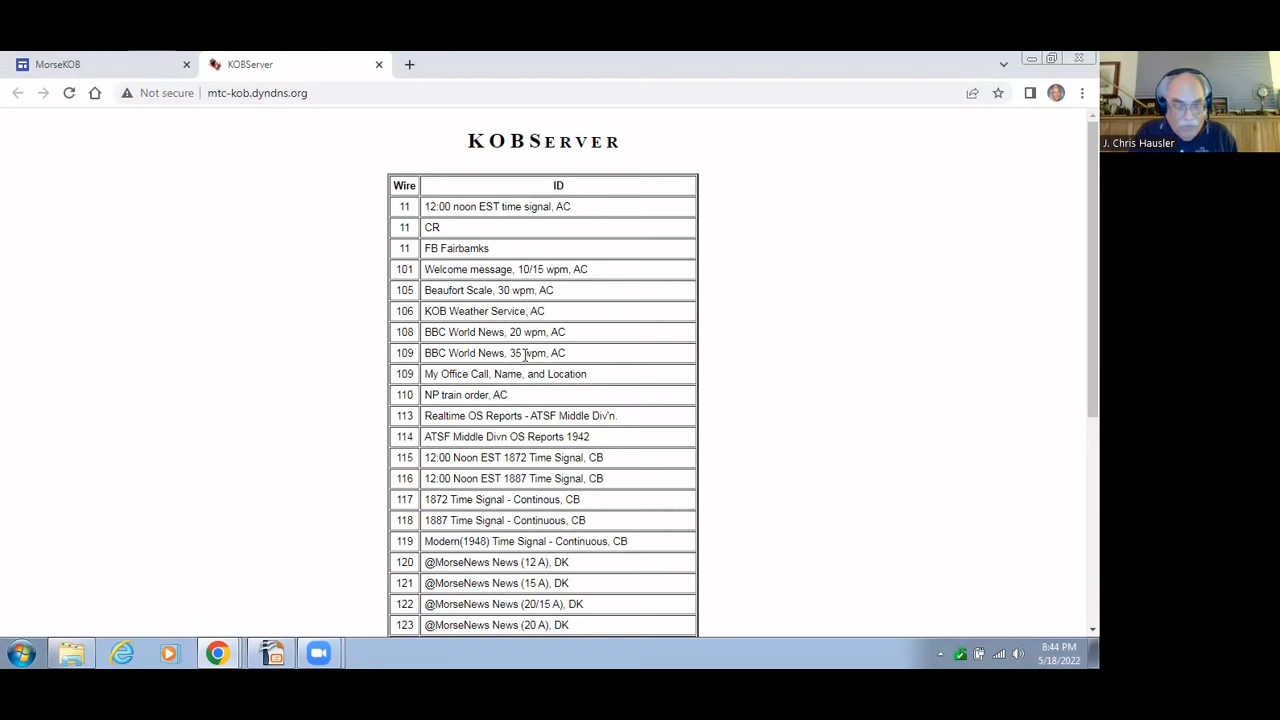 MorseKOB
KOBServer
Not secure
mtc-kob.dyndns.org
J. Chris Hausler
KOBSERVER
Wire ID
11 12:00 noon EST time signal, AC
11 CR
11 FB Fairbamks
101 Welcome message, 10/15 wpm, AC
105 Beaufort Scale, 30 wpm, AC
106 KOB Weather Service, AC
108 BBC World News, 20 wpm, AC
109 BBC World News, 35 wpm, AC
109 My Office Call, Name, and Location
110 NP train order, AC
113 Realtime OS Reports - ATSF Middle Div'n.
114 ATSF Middle Divn OS Reports 1942
115 12:00 Noon EST 1872 Time Signal, CB
116 12:00 Noon EST 1887 Time Signal, CB
117 1872 Time Signal - Continous, CB
118 1887 Time Signal - Continuous, CB
119 Modern(1948) Time Signal - Continuous, CB
120 @MorseNews News (12 A), DK
121 @MorseNews News (15 A), DK
122 @MorseNews News (20/15 A), DK
123 @MorseNews News (20 A), DK
8:44 PM
5/18/2022